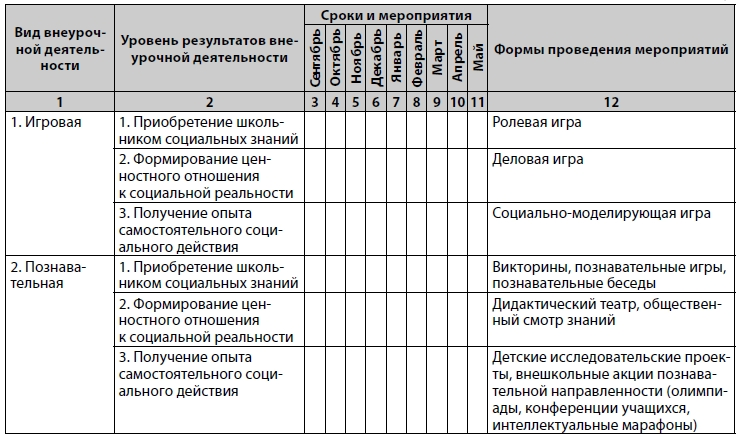 Вид внеуроч-
ной деятель-
ности
Уровень результатов вне-
урочной деятельности
Сроки и мероприятия
Сентябрь
Октябрь
Ноябрь
Декабрь
Январь
Февраль
Март
Апрель
Май
Формы проведения мероприятий
1 2 3 4 5 6 7 8 9 10 11 12
1. Игровая
1. Приобретение школь-
ником социальных знаний
Ролевая игра
2. Формирование цен-
ностного отношения
к социальной реальности
Деловая игра
3. Получение опыта
самостоятельного соци-
ального действия
Социально-моделирующая игра
2. Познава-
тельная
1. Приобретение школь-
ником социальных знаний
Викторины, познавательные игры,
познавательные беседы
2. Формирование цен-
ностного отношения
к социальной реальности
Дидактический театр, обществен-
ный смотр знаний
3. Получение опыта
самостоятельного соци-
ального действия
Детские исследовательские проек-
ты, внешкольные акции познава-
тельной направленности (олимпи-
ады, конференции учащихся,
интеллектуальные марафоны)